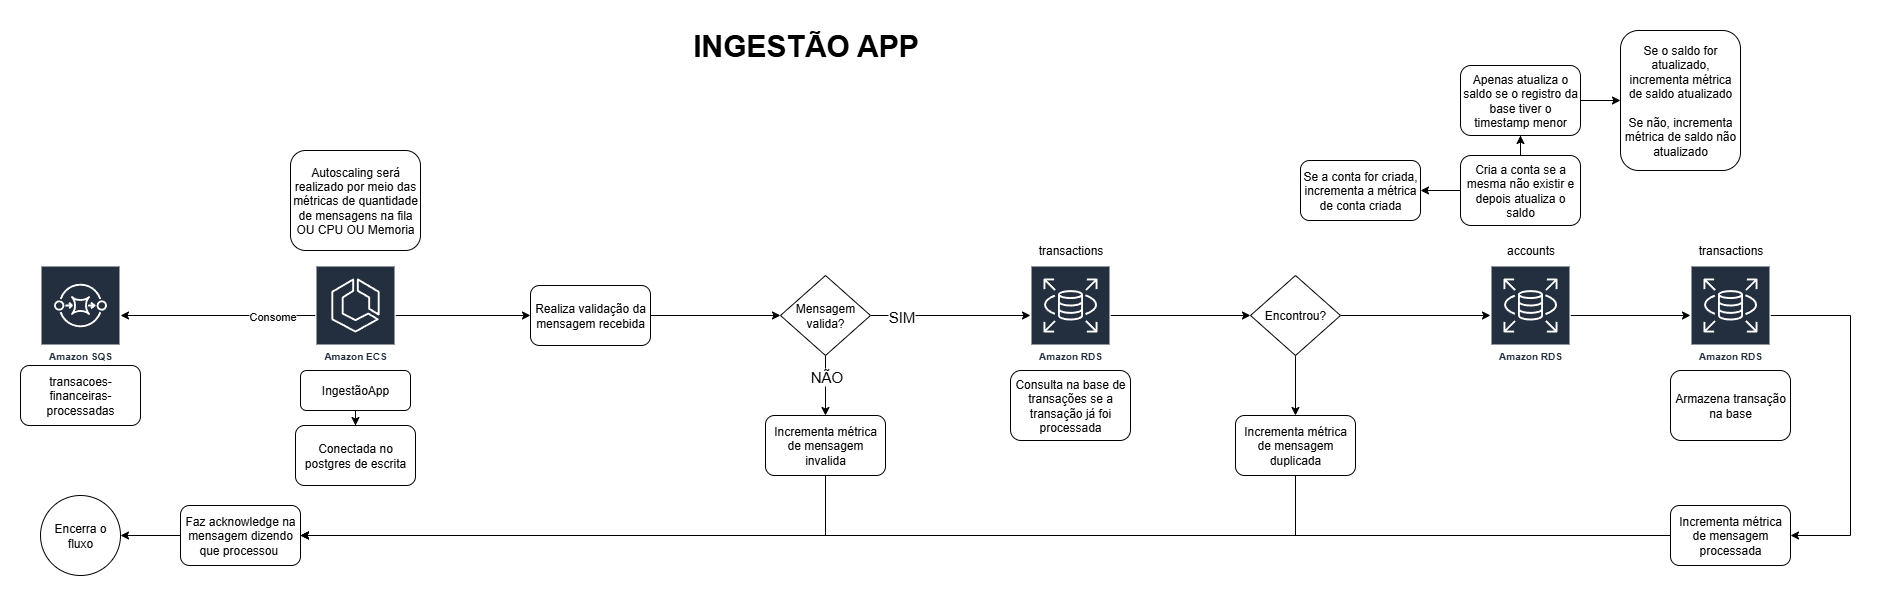 INGESTÃO APP
Se o saldo for
atualizado,
incrementa métrica
de saldo atualizado
Se não, incrementa
métrica de saldo não
atualizado
Apenas atualiza o
saldo se o registro da
base tiver o
timestamp menor
Cria a conta se a
mesma não existir e
depois atualiza o
saldo
Se a conta for criada,
incrementa a métrica
de conta criada
Autoscaling será
realizado por meio das
métricas de quantidade
de mensagens na fila
OU CPU OU Memoria
Amazon SQS
transacoes-
financeiras-
processadas
Consome
Amazon ECS
IngestãoApp
Conectada no
postgres de escrita
Realiza validação da
mensagem recebida
Mensagem
valida?
SIM
NÃO
Incrementa métrica
de mensagem
invalida
transactions
Amazon RDS
Consulta na base de
transações se a
transação já foi
processada
Encontrou?
Incrementa métrica
de mensagem
duplicada
accounts
Amazon RDS
transactions
Amazon RDS
Armazena transação
na base
Incrementa métrica
de mensagem
processada
Faz acknowledge na
mensagem dizendo
que processou
Encerra o
fluxo